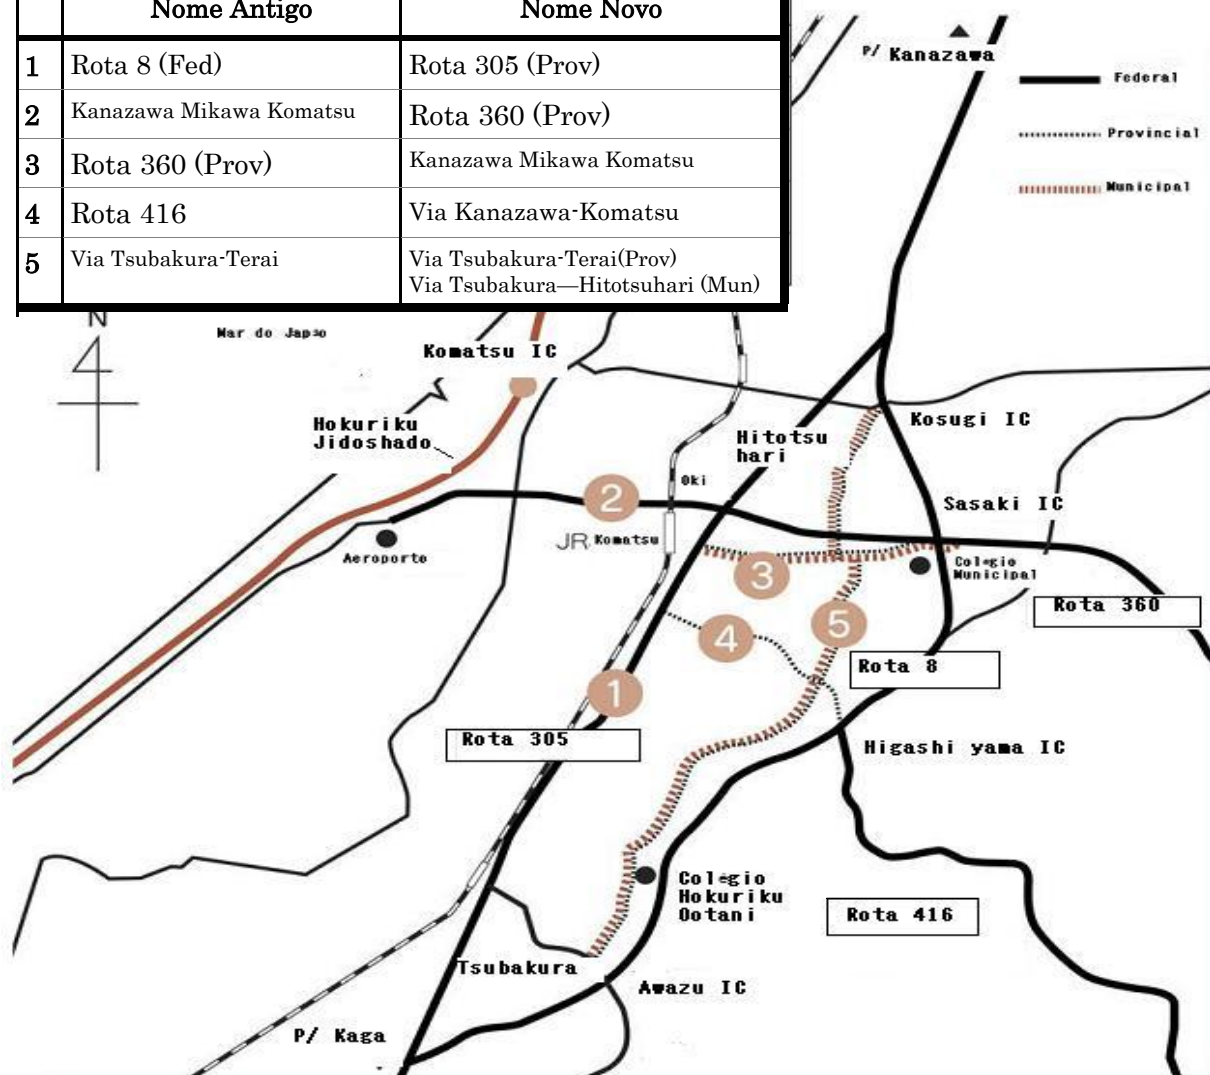 Nome Antigo Nome Novo
1 Rota 8 (Fed) Rota 305 (Prov)
2 Kanazawa Mikawa Komatsu Rota 360 (Prov)
3 Rota 360 (Prov) Kanazawa Mikawa Komatsu
4 Rota 416 Via Kanazawa-Komatsu
5 Via Tsubakura-Terai Via Tsubakura-Terai(Prov)
Via Tsubakura—Hitotsuhari (Mun)
P/ Kanazawa
Federal
Provincial
Municipal
N
Mar do Japão
Komatsu IC
Hokuriku
Jidoshado
Hitotsu
hari
Kosugi IC
Oki
2
Sasaki IC
JR Komatsu
Aeroporto
3
Colégio
Municipal
Rota 360
4
5
Rota 8
1
Rota 305
Higashi yama IC
Colégio
Hokuriku
Ootani
Rota 416
Tsubakura
Awazu IC
P/ Kaga